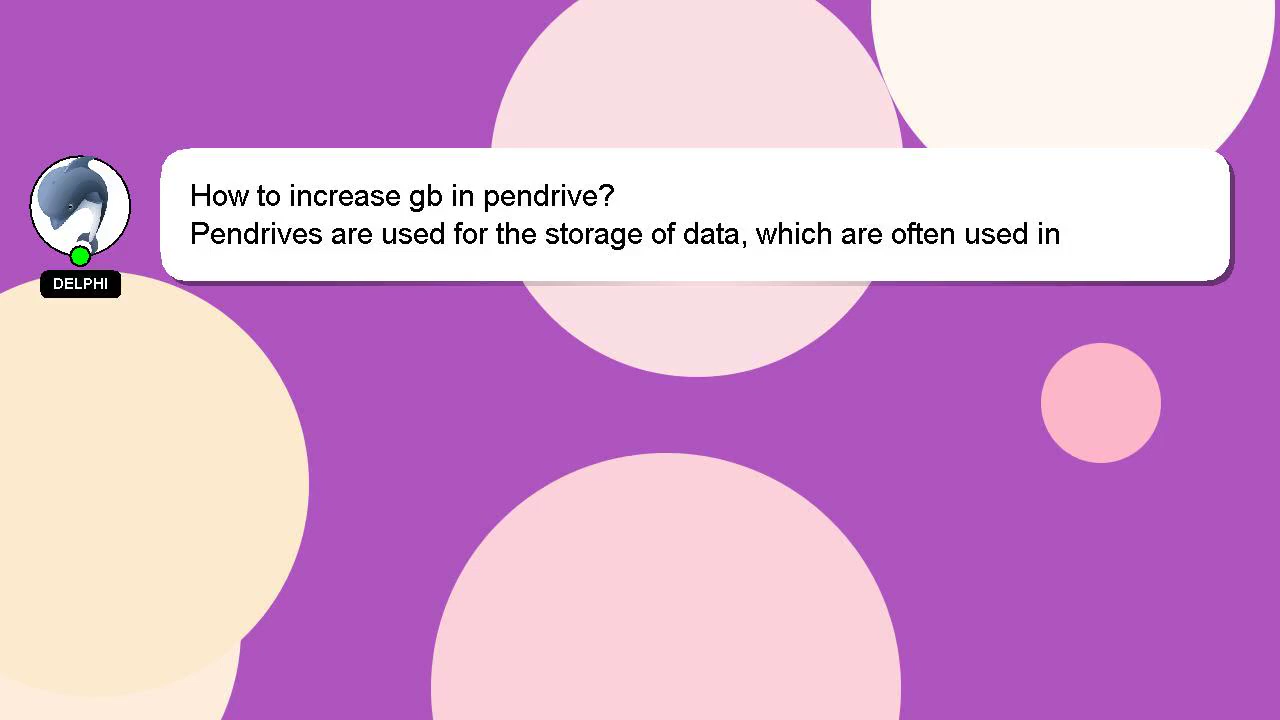 How to increase gb in pendrive?
Pendrives are used for the storage of data, which are often used in
DELPHI